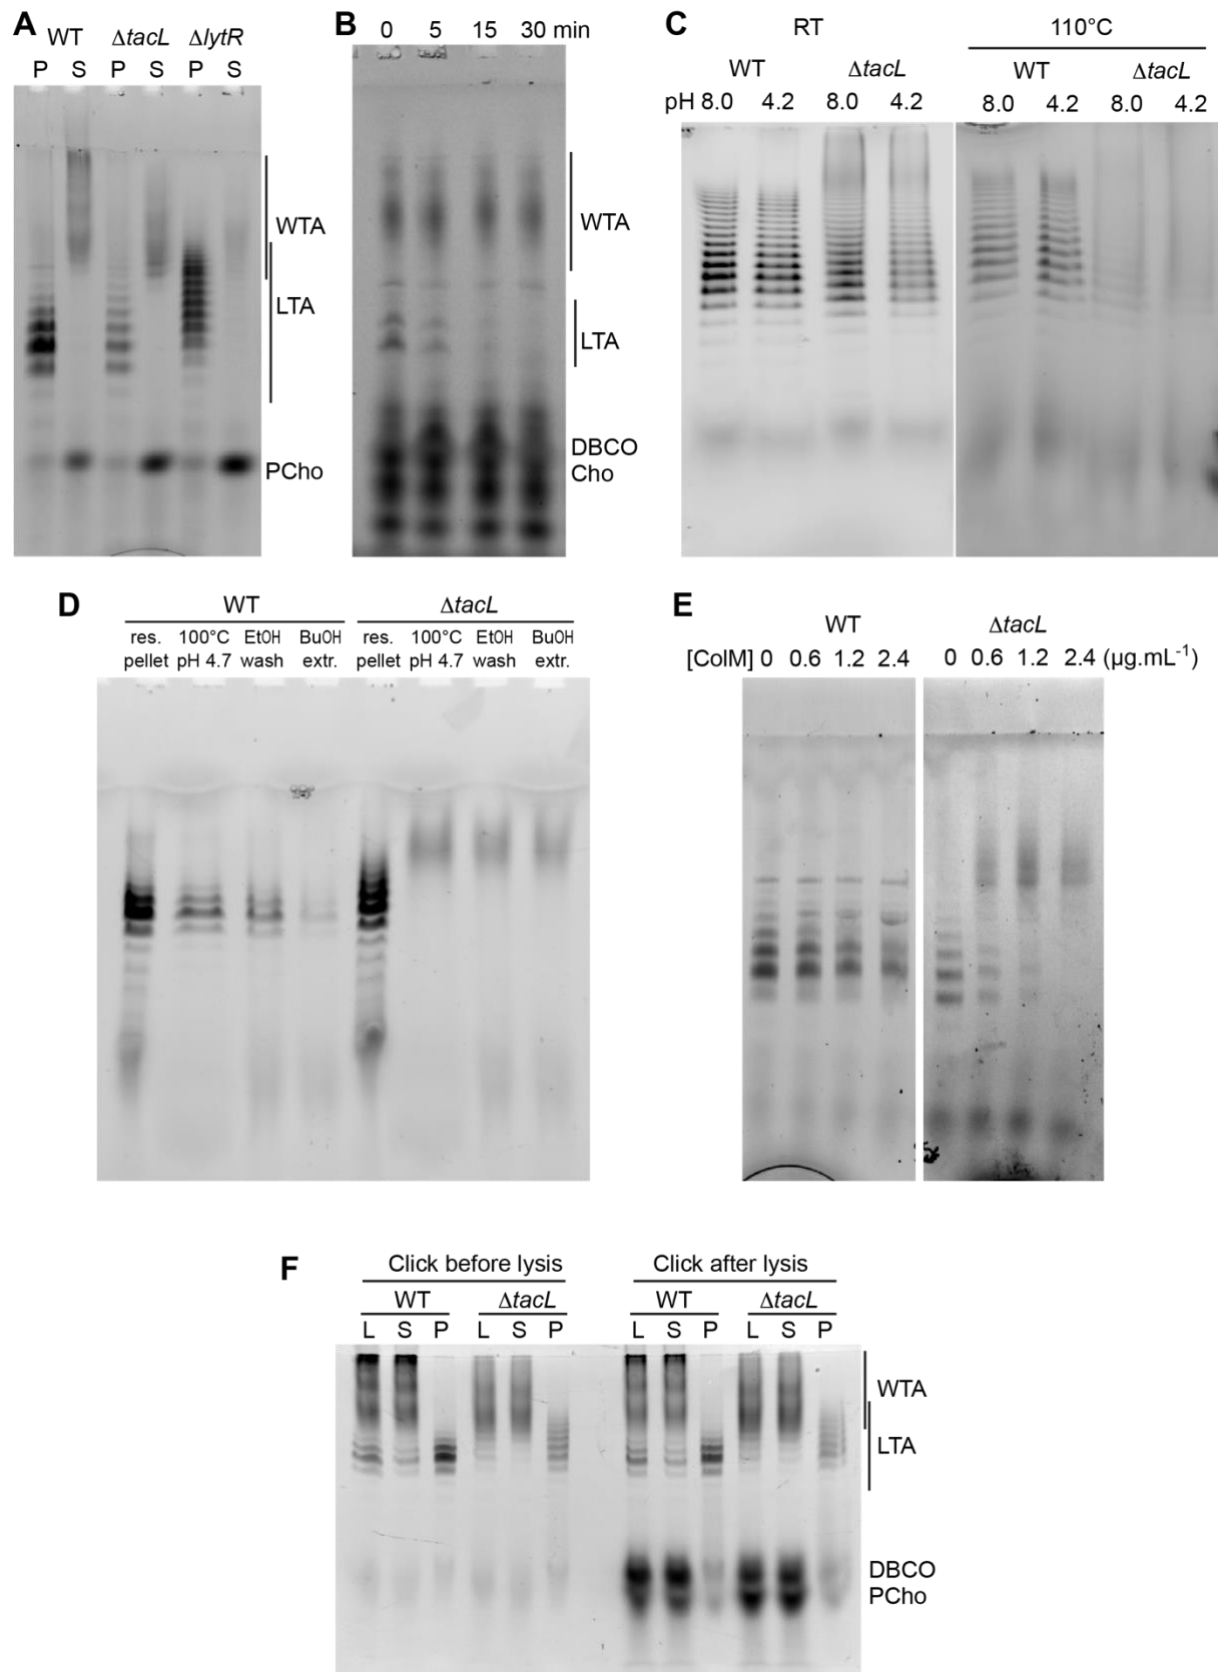 A
WT ΔtacL ΔlytR
P S P S P S
WTA
LTA
PCho
B
0 5 15 30 min
WTA
LTA
DBCO
Cho
C
RT 110°C
WT ΔtacL WT ΔtacL
pH 8.0 4.2 8.0 4.2 8.0 4.2 8.0 4.2
D
WT ΔtacL
res. 100°C EtOH BuOH res. 100°C EtOH BuOH
pellet pH 4.7 wash extr. pellet pH 4.7 wash extr.
E
WT ΔtacL
[ColM] 0 0.6 1.2 2.4 0 0.6 1.2 2.4 (µg.mL⁻¹)
F
Click before lysis Click after lysis
WT ΔtacL WT ΔtacL
L S P L S P L S P L S P
WTA
LTA
DBCO
PCho